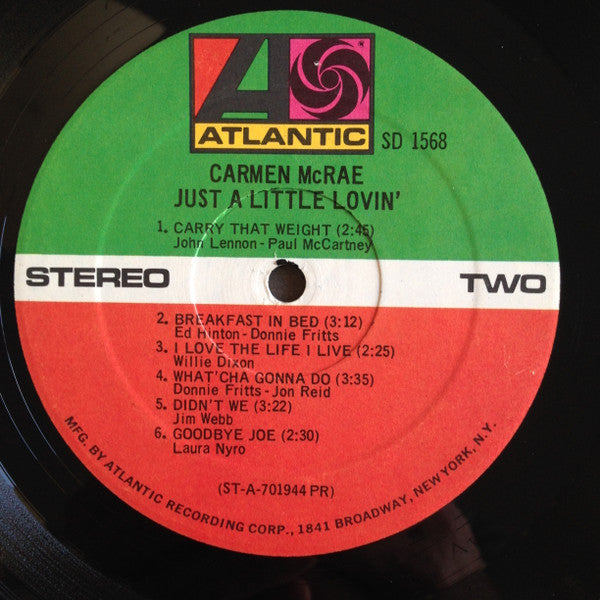 ATLANTIC
SD 1568
CARMEN McRAE
JUST A LITTLE LOVIN'
1. CARRY THAT WEIGHT (2:45)
John Lennon - Paul McCartney
STEREO TWO
2. BREAKFAST IN BED (3:12)
Ed Hinton - Donnie Fritts
3. I LOVE THE LIFE I LIVE (2:25)
Willie Dixon
4. WHAT'CHA GONNA DO (3:35)
Donnie Fritts - Jon Reid
5. DIDN'T WE (3:22)
Jim Webb
6. GOODBYE JOE (2:30)
Laura Nyro
(ST-A-701944 PR)
MFG. BY ATLANTIC RECORDING CORP., 1841 BROADWAY, NEW YORK, N.Y.